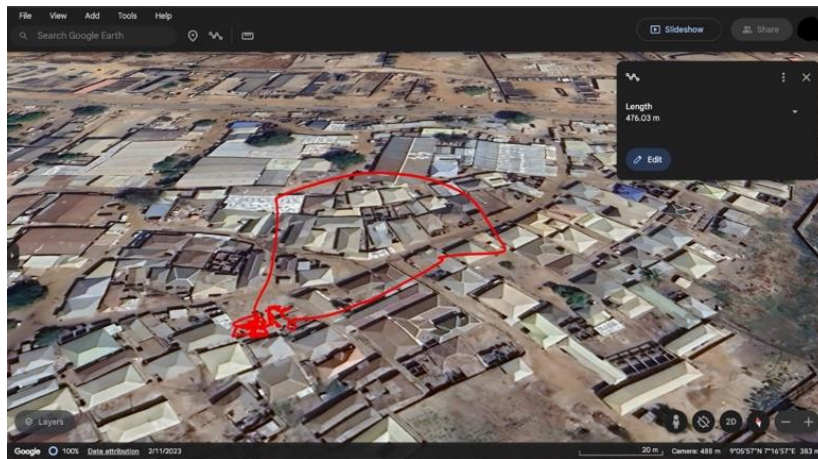 File View Add Tools Help
Search Google Earth
Slideshow
Share
Length
476.03 m
Edit
Layers
2D
Google 100% Data attribution 2/11/2023
20 m Camera: 488 m 9°05'57"N 7°16'57"E 383 m